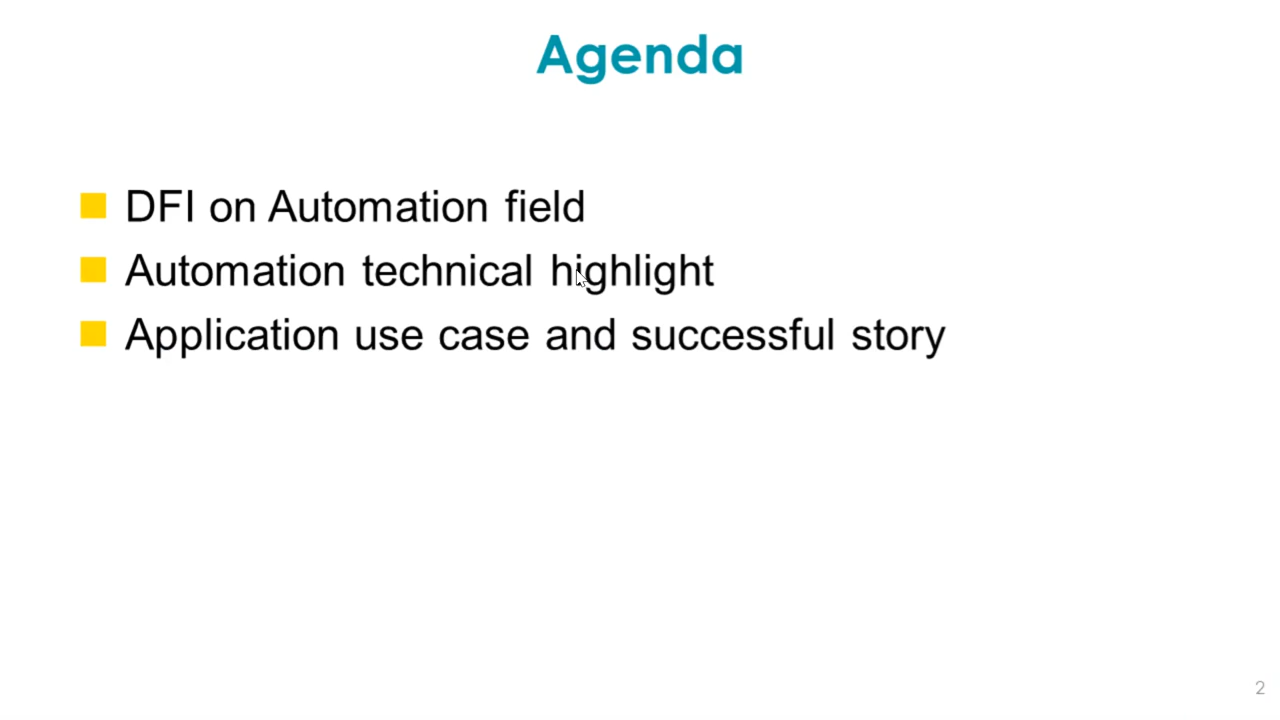 Agenda
DFI on Automation field
Automation technical highlight
Application use case and successful story
2